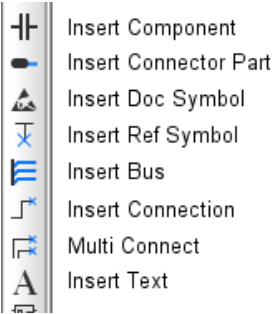 Insert Component
Insert Connector Part
Insert Doc Symbol
Insert Ref Symbol
Insert Bus
Insert Connection
Multi Connect
A Insert Text